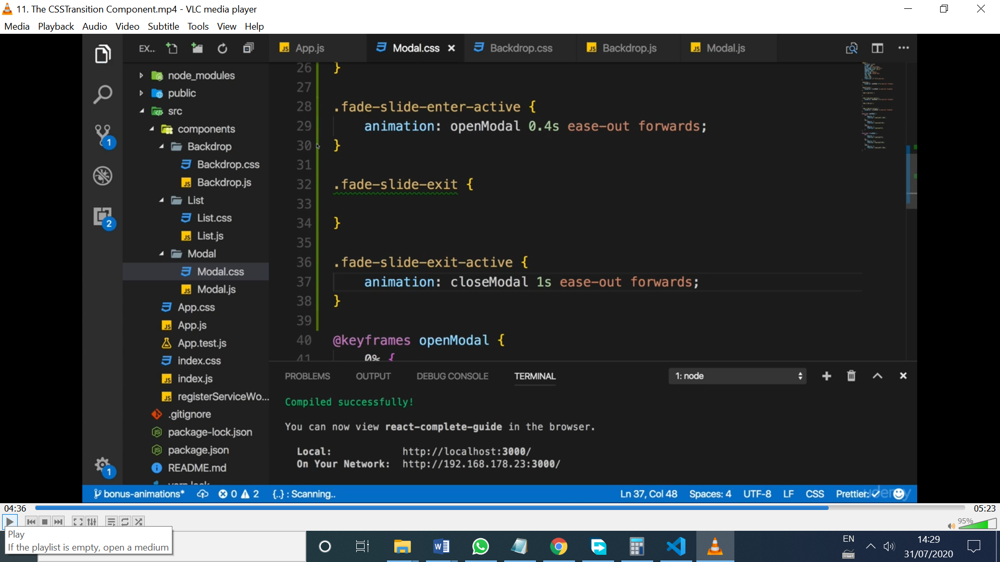 11. The CSSTransition Component.mp4 - VLC media player
Media Playback Audio Video Subtitle Tools View Help
EX...
App.js
Modal.css
Backdrop.css
Backdrop.js
Modal.js
node_modules
public
src
components
Backdrop
Backdrop.css
Backdrop.js
List
List.css
List.js
Modal
Modal.css
Modal.js
App.css
App.js
App.test.js
index.css
index.js
registerServiceWo...
.gitignore
package-lock.json
package.json
README.md
1
2
1
26 }
27
28 .fade-slide-enter-active {
29 animation: openModal 0.4s ease-out forwards;
30 }
31
32 .fade-slide-exit {
33
34 }
35
36 .fade-slide-exit-active {
37 animation: closeModal 1s ease-out forwards;
38 }
39
40 @keyframes openModal {
41 0% {
PROBLEMS OUTPUT DEBUG CONSOLE TERMINAL 1: node
Compiled successfully!
You can now view react-complete-guide in the browser.
Local: http://localhost:3000/
On Your Network: http://192.168.178.23:3000/
bonus-animations* 0 2 {..} : Scanning.. Ln 37, Col 48 Spaces: 4 UTF-8 LF CSS Prettier: ✓
udemy
04:36 05:23
95%
Play
If the playlist is empty, open a medium
EN
14:29
31/07/2020